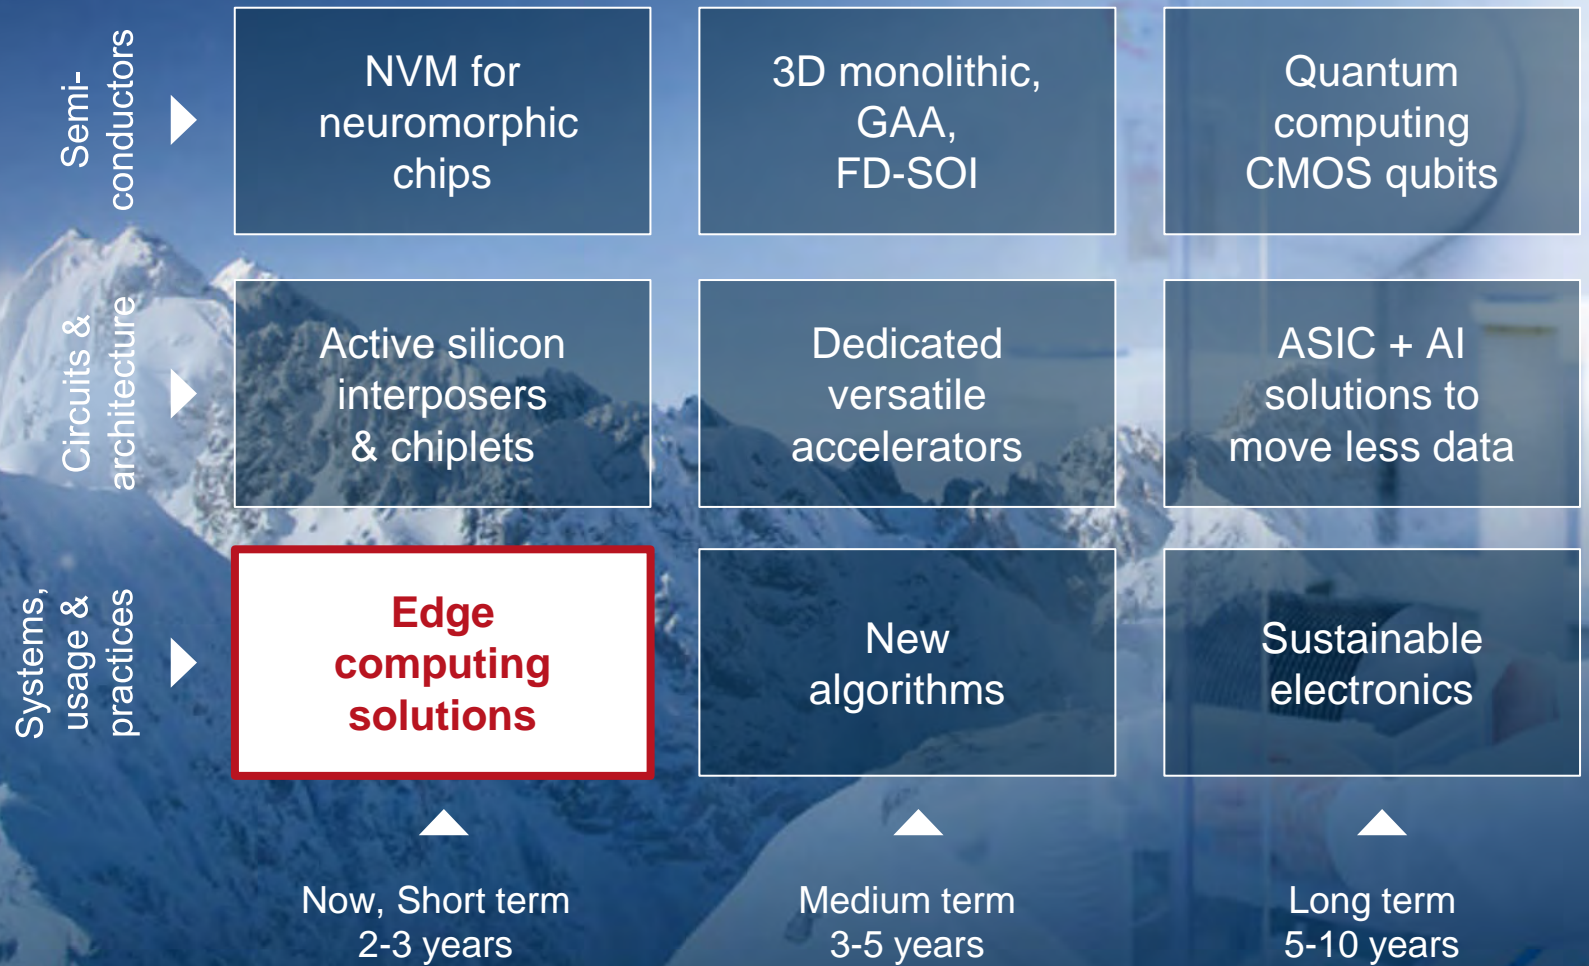 Semi-
conductors
NVM for
neuromorphic
chips
3D monolithic,
GAA,
FD-SOI
Quantum
computing
CMOS qubits
Circuits &
architecture
Active silicon
interposers
& chiplets
Dedicated
versatile
accelerators
ASIC + AI
solutions to
move less data
Systems,
usage &
practices
Edge
computing
solutions
New
algorithms
Sustainable
electronics
Now, Short term
2-3 years
Medium term
3-5 years
Long term
5-10 years